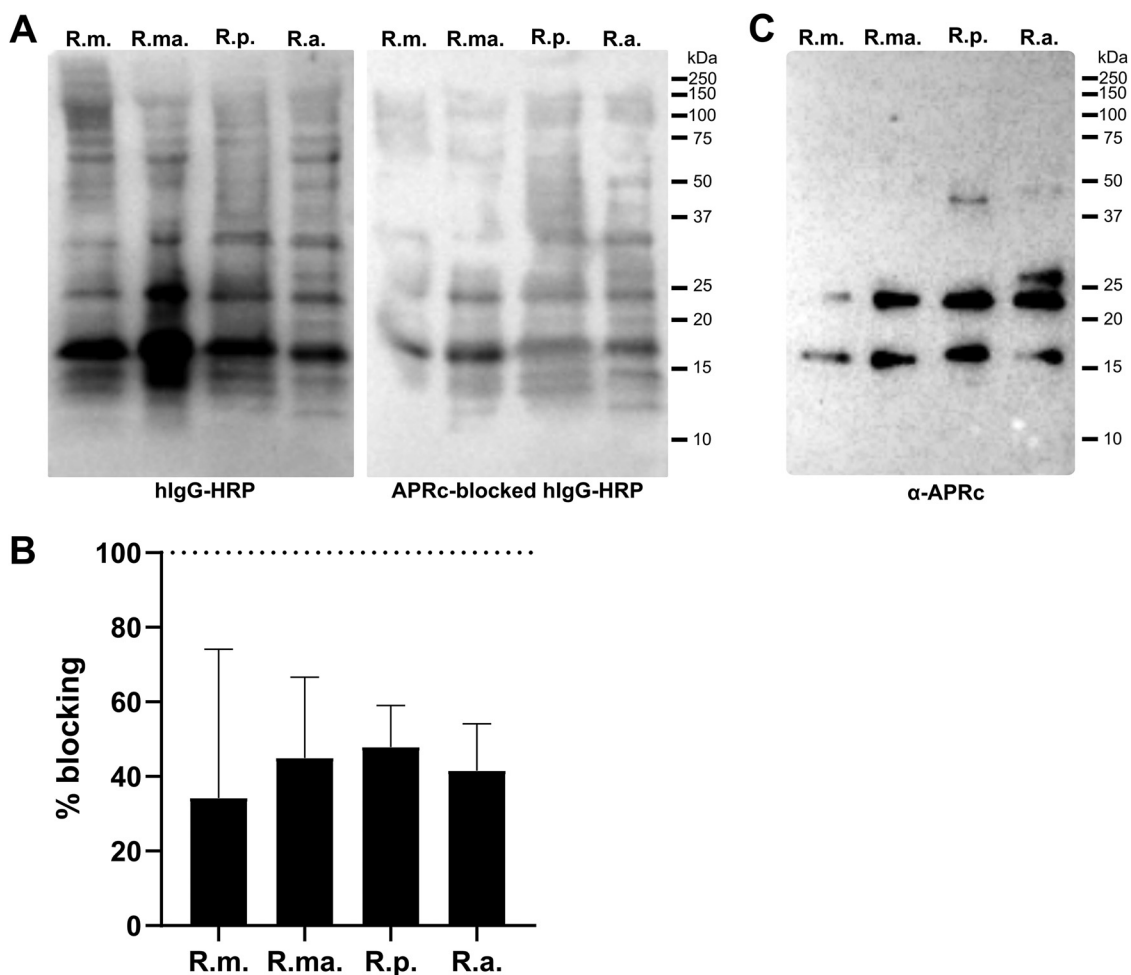 A
R.m. R.ma. R.p. R.a.
R.m. R.ma. R.p. R.a.
kDa
250
150
100
75
50
37
25
20
15
10
hIgG-HRP
APRc-blocked hIgG-HRP
C
R.m. R.ma. R.p. R.a.
kDa
250
150
100
75
50
37
25
20
15
10
α-APRc
B
% blocking
100
80
60
40
20
0
R.m. R.ma. R.p. R.a.